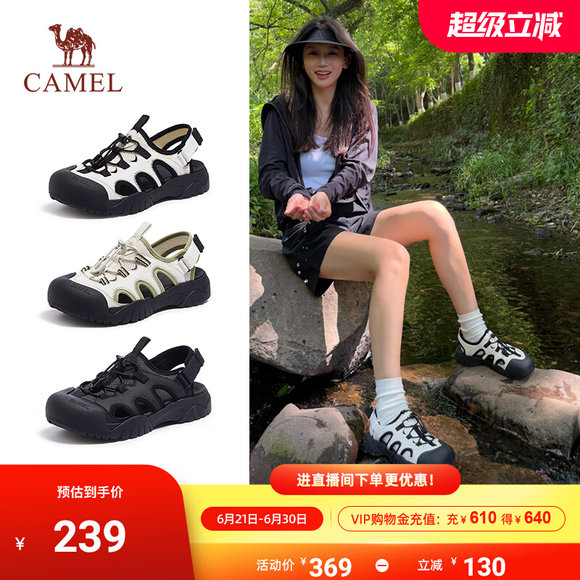 CAMEL
超级立减
进直播间下单更优惠!
预估到手价
¥239
6月21日-6月30日
VIP购物金充值：充¥610 得¥640
活动价 ¥369 立减 ¥130